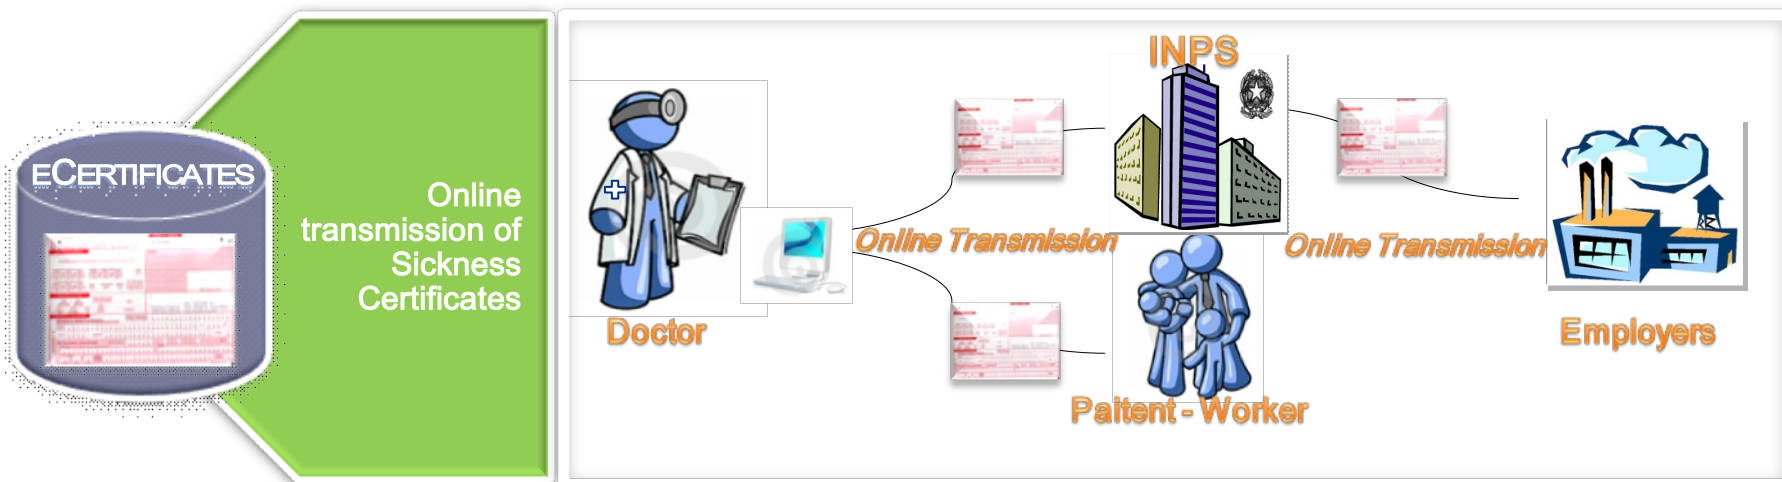 eCERTIFICATES
Online
transmission of
Sickness
Certificates
INPS
Online Transmission
Online Transmission
Doctor
Employers
Paitent - Worker